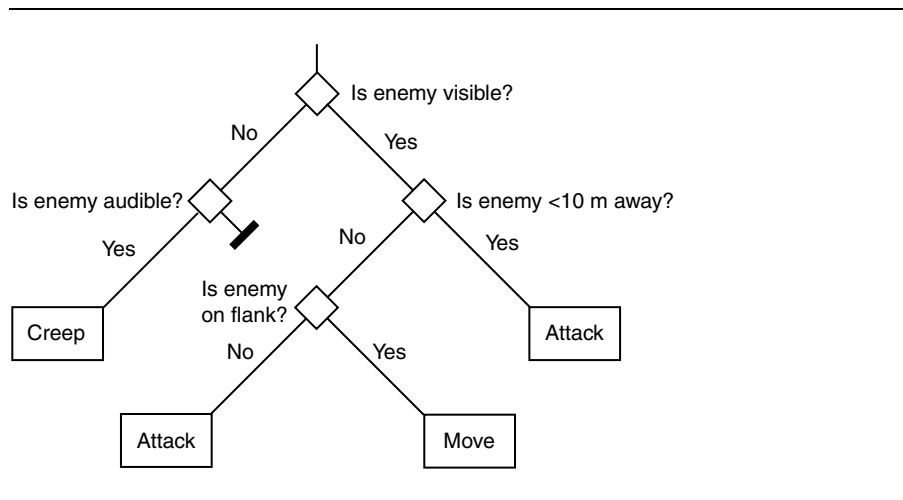 Is enemy visible?
No
Yes
Is enemy audible?
Is enemy <10 m away?
Yes
No
Yes
Is enemy
on flank?
Creep
Attack
No
Yes
Attack
Move